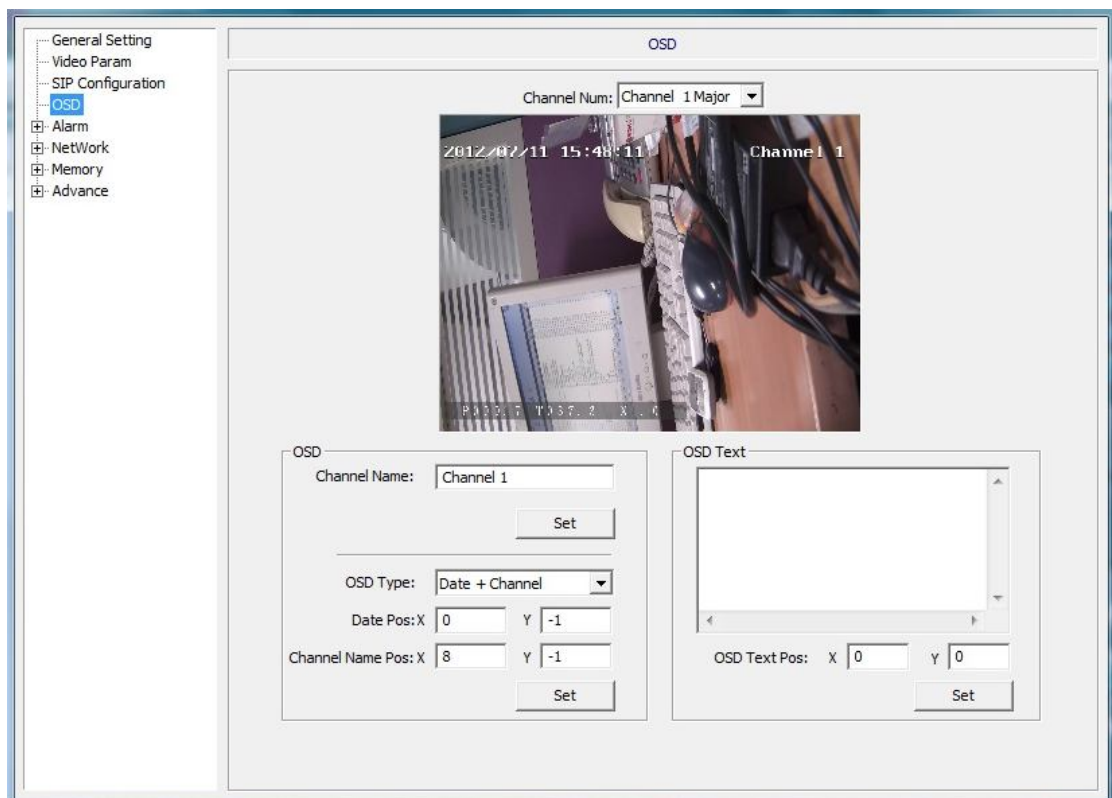 General Setting
Video Param
SIP Configuration
OSD
Alarm
NetWork
Memory
Advance
OSD
Channel Num: Channel 1 Major
2012/07/11 15:48:11 Channel 1
OSD
Channel Name: Channel 1
Set
OSD Type: Date + Channel
Date Pos: X 0 Y -1
Channel Name Pos: X 8 Y -1
Set
OSD Text
OSD Text Pos: X 0 Y 0
Set